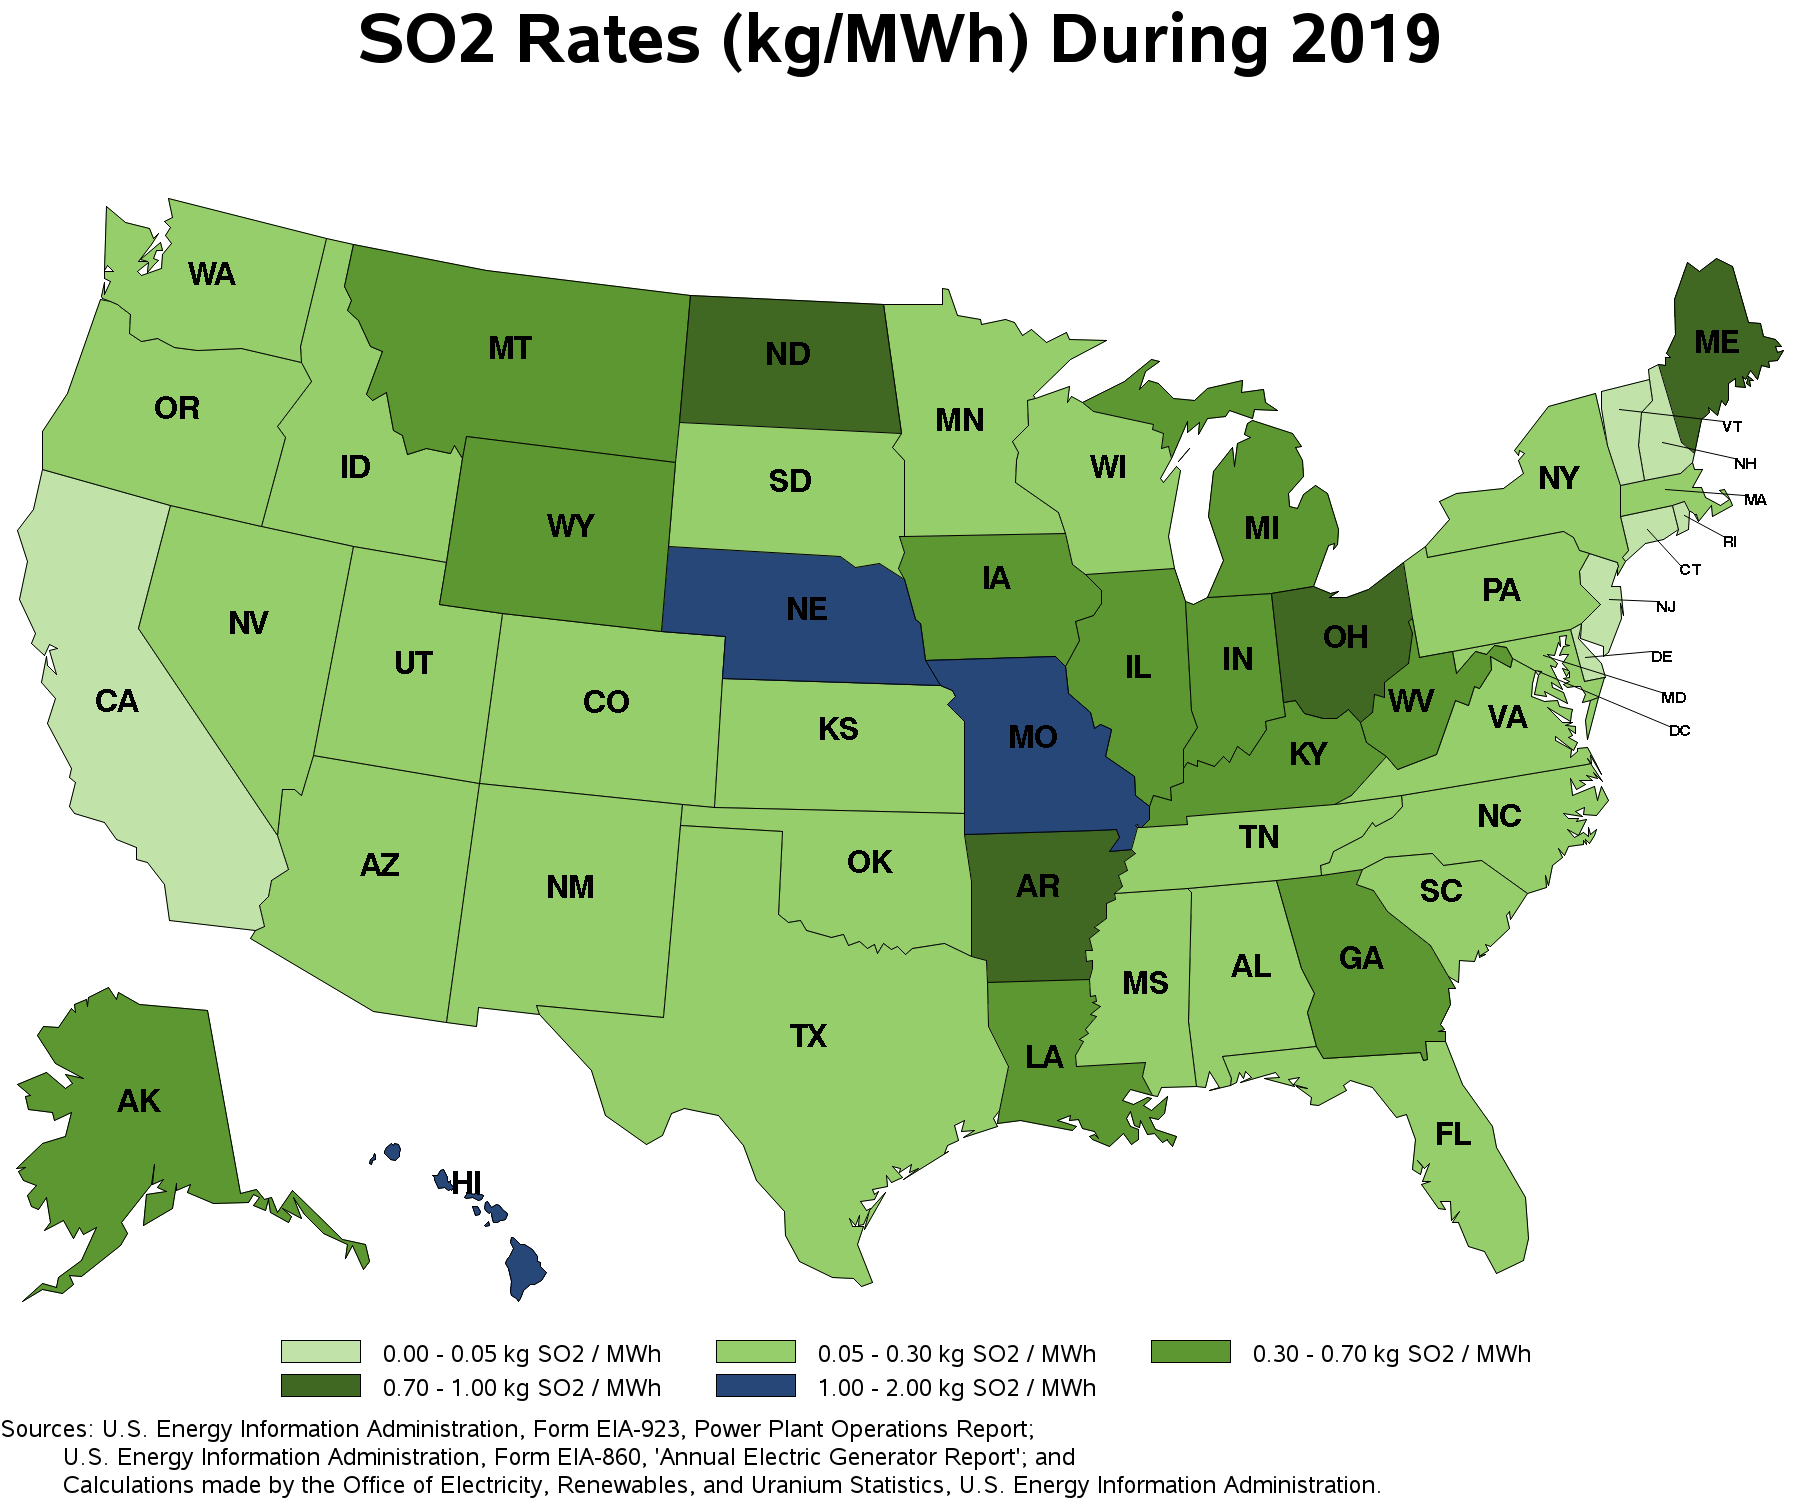 SO2 Rates (kg/MWh) During 2019
WA
MT
ND
ME
OR
MN
VT
ID
SD
WI
NY
NH
WY
MI
MA
RI
IA
PA
CT
NE
NJ
NV
UT
OH
IL
IN
DE
CA
CO
WV
MD
KS
MO
VA
DC
KY
NC
TN
AZ
NM
OK
AR
SC
MS
AL
GA
TX
LA
AK
FL
HI
0.00 - 0.05 kg SO2 / MWh
0.05 - 0.30 kg SO2 / MWh
0.30 - 0.70 kg SO2 / MWh
0.70 - 1.00 kg SO2 / MWh
1.00 - 2.00 kg SO2 / MWh
Sources: U.S. Energy Information Administration, Form EIA-923, Power Plant Operations Report;
U.S. Energy Information Administration, Form EIA-860, 'Annual Electric Generator Report'; and
Calculations made by the Office of Electricity, Renewables, and Uranium Statistics, U.S. Energy Information Administration.